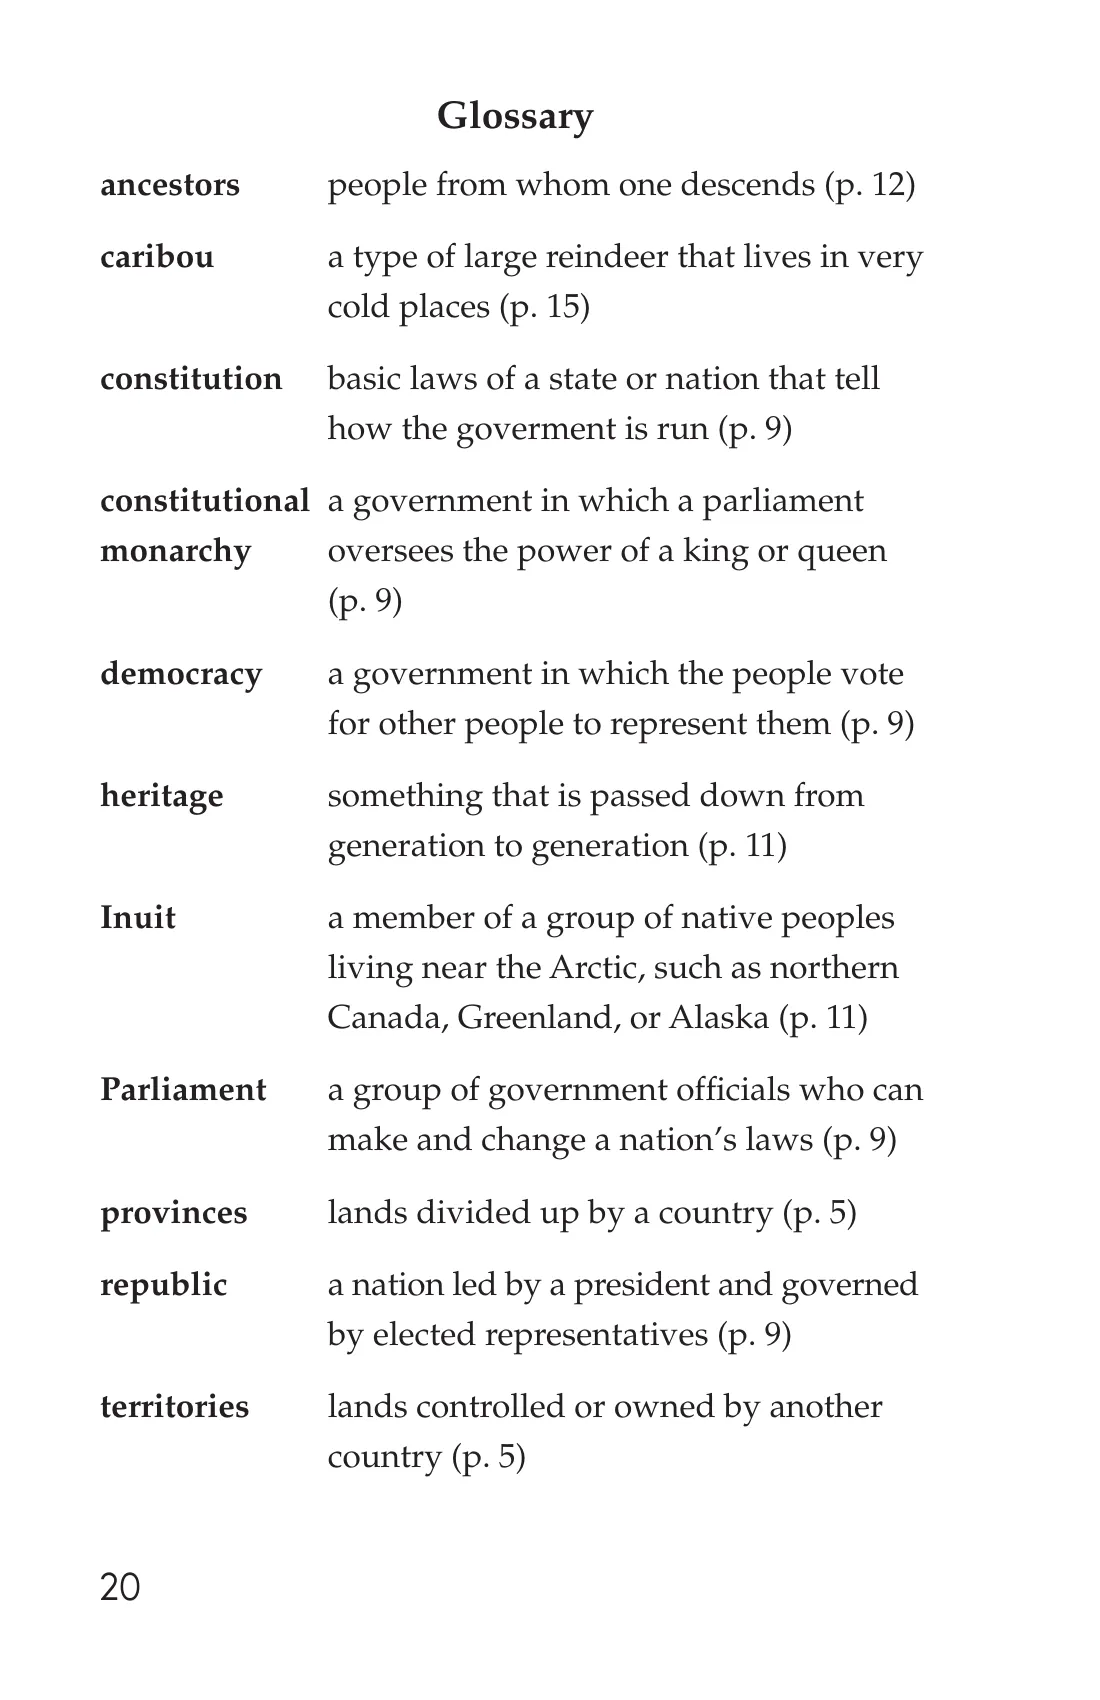 Glossary
ancestors people from whom one descends (p. 12)
caribou a type of large reindeer that lives in very
cold places (p. 15)
constitution basic laws of a state or nation that tell
how the goverment is run (p. 9)
constitutional a government in which a parliament
monarchy oversees the power of a king or queen
(p. 9)
democracy a government in which the people vote
for other people to represent them (p. 9)
heritage something that is passed down from
generation to generation (p. 11)
Inuit a member of a group of native peoples
living near the Arctic, such as northern
Canada, Greenland, or Alaska (p. 11)
Parliament a group of government officials who can
make and change a nation’s laws (p. 9)
provinces lands divided up by a country (p. 5)
republic a nation led by a president and governed
by elected representatives (p. 9)
territories lands controlled or owned by another
country (p. 5)
20